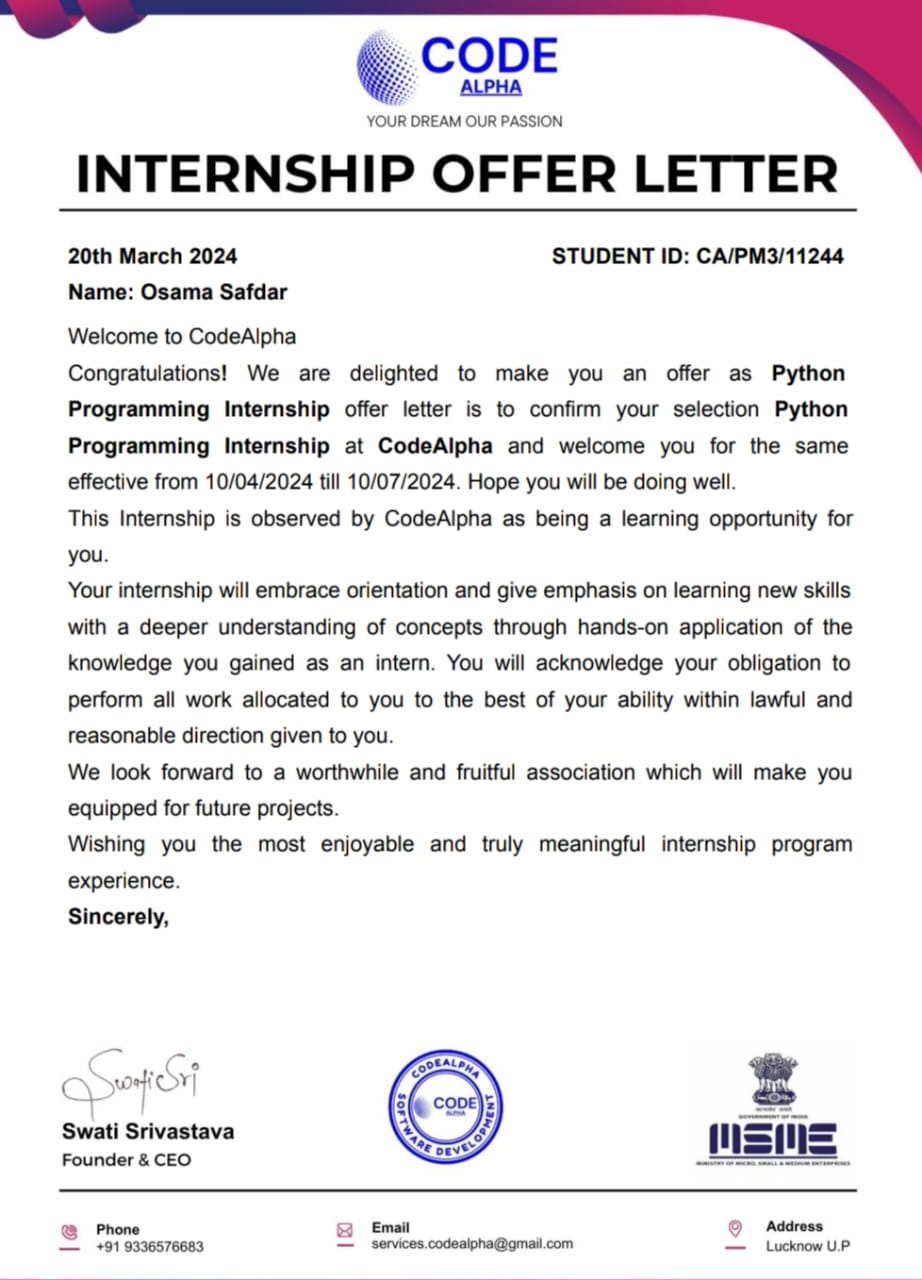 CODE
ALPHA
YOUR DREAM OUR PASSION
INTERNSHIP OFFER LETTER
20th March 2024 STUDENT ID: CA/PM3/11244
Name: Osama Safdar
Welcome to CodeAlpha
Congratulations! We are delighted to make you an offer as Python
Programming Internship offer letter is to confirm your selection Python
Programming Internship at CodeAlpha and welcome you for the same
effective from 10/04/2024 till 10/07/2024. Hope you will be doing well.
This Internship is observed by CodeAlpha as being a learning opportunity for
you.
Your internship will embrace orientation and give emphasis on learning new skills
with a deeper understanding of concepts through hands-on application of the
knowledge you gained as an intern. You will acknowledge your obligation to
perform all work allocated to you to the best of your ability within lawful and
reasonable direction given to you.
We look forward to a worthwhile and fruitful association which will make you
equipped for future projects.
Wishing you the most enjoyable and truly meaningful internship program
experience.
Sincerely,
Swati Sri
Swati Srivastava
Founder & CEO
CODEALPHA
CODE
ALPHA
SOFTWARE DEVELOPMENT
सत्यमेव जयते
GOVERNMENT OF INDIA
MSME
MINISTRY OF MICRO, SMALL & MEDIUM ENTERPRISES
Phone
+91 9336576683
Email
services.codealpha@gmail.com
Address
Lucknow U.P